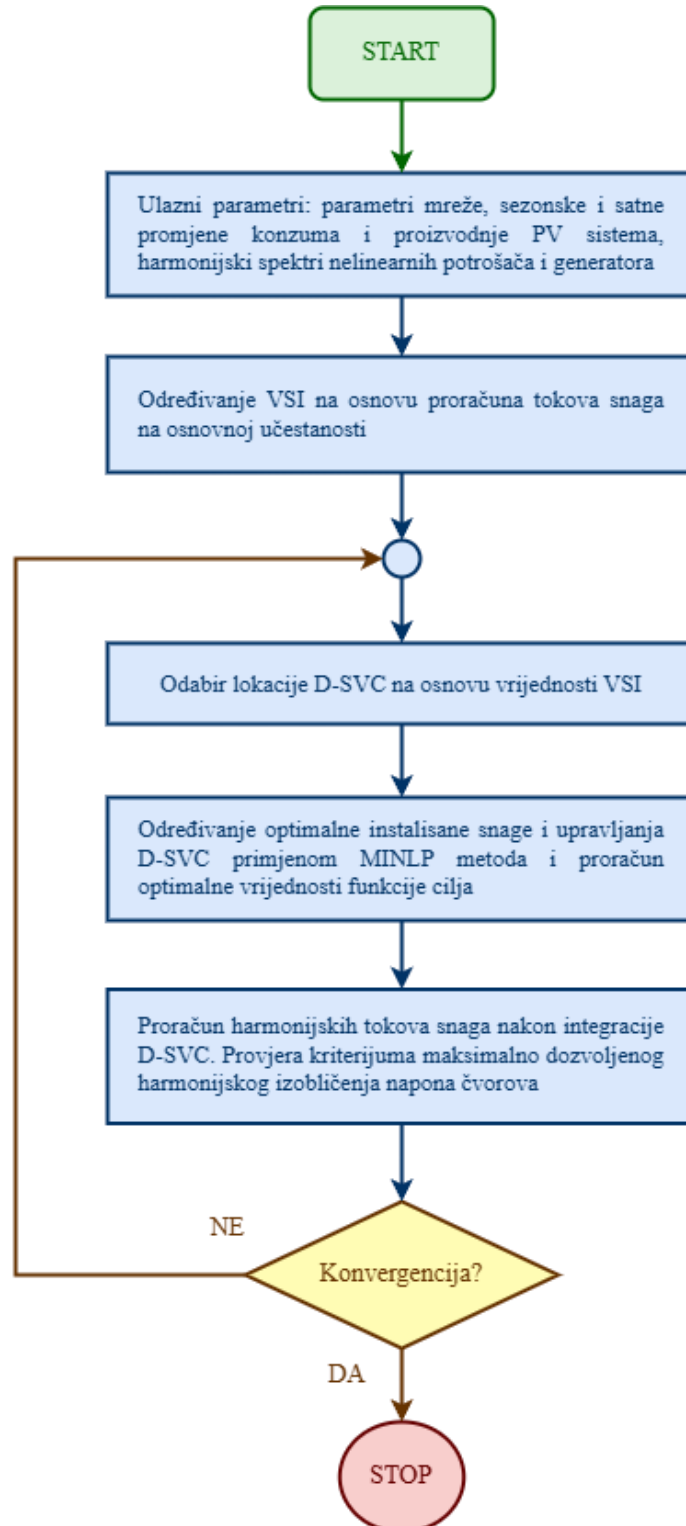 START
Ulazni parametri: parametri mreže, sezonske i satne
promjene konzuma i proizvodnje PV sistema,
harmonijski spektri nelinearnih potrošača i generatora
Određivanje VSI na osnovu proračuna tokova snaga
na osnovnoj učestanosti
Odabir lokacije D-SVC na osnovu vrijednosti VSI
Određivanje optimalne instalisane snage i upravljanja
D-SVC primjenom MINLP metoda i proračun
optimalne vrijednosti funkcije cilja
Proračun harmonijskih tokova snaga nakon integracije
D-SVC. Provjera kriterijuma maksimalno dozvoljenog
harmonijskog izobličenja napona čvorova
NE
Konvergencija?
DA
STOP